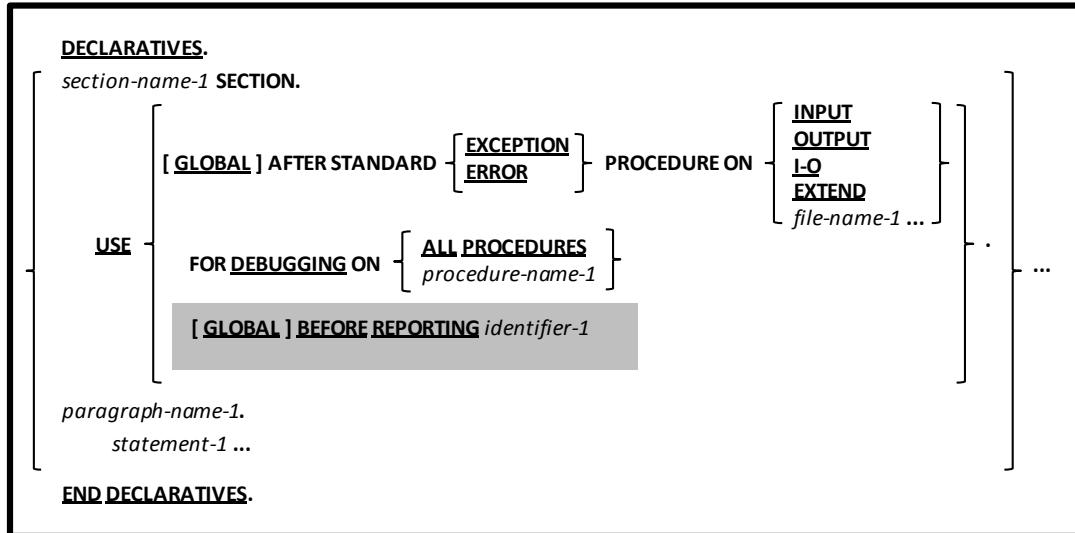 DECLARATIVES.
section-name-1 SECTION.
USE
[ GLOBAL ] AFTER STANDARD
EXCEPTION
ERROR
PROCEDURE ON
INPUT
OUTPUT
I-O
EXTEND
file-name-1 ...
FOR DEBUGGING ON
ALL PROCEDURES
procedure-name-1
[ GLOBAL ] BEFORE REPORTING identifier-1
.
...
paragraph-name-1.
statement-1 ...
END DECLARATIVES.